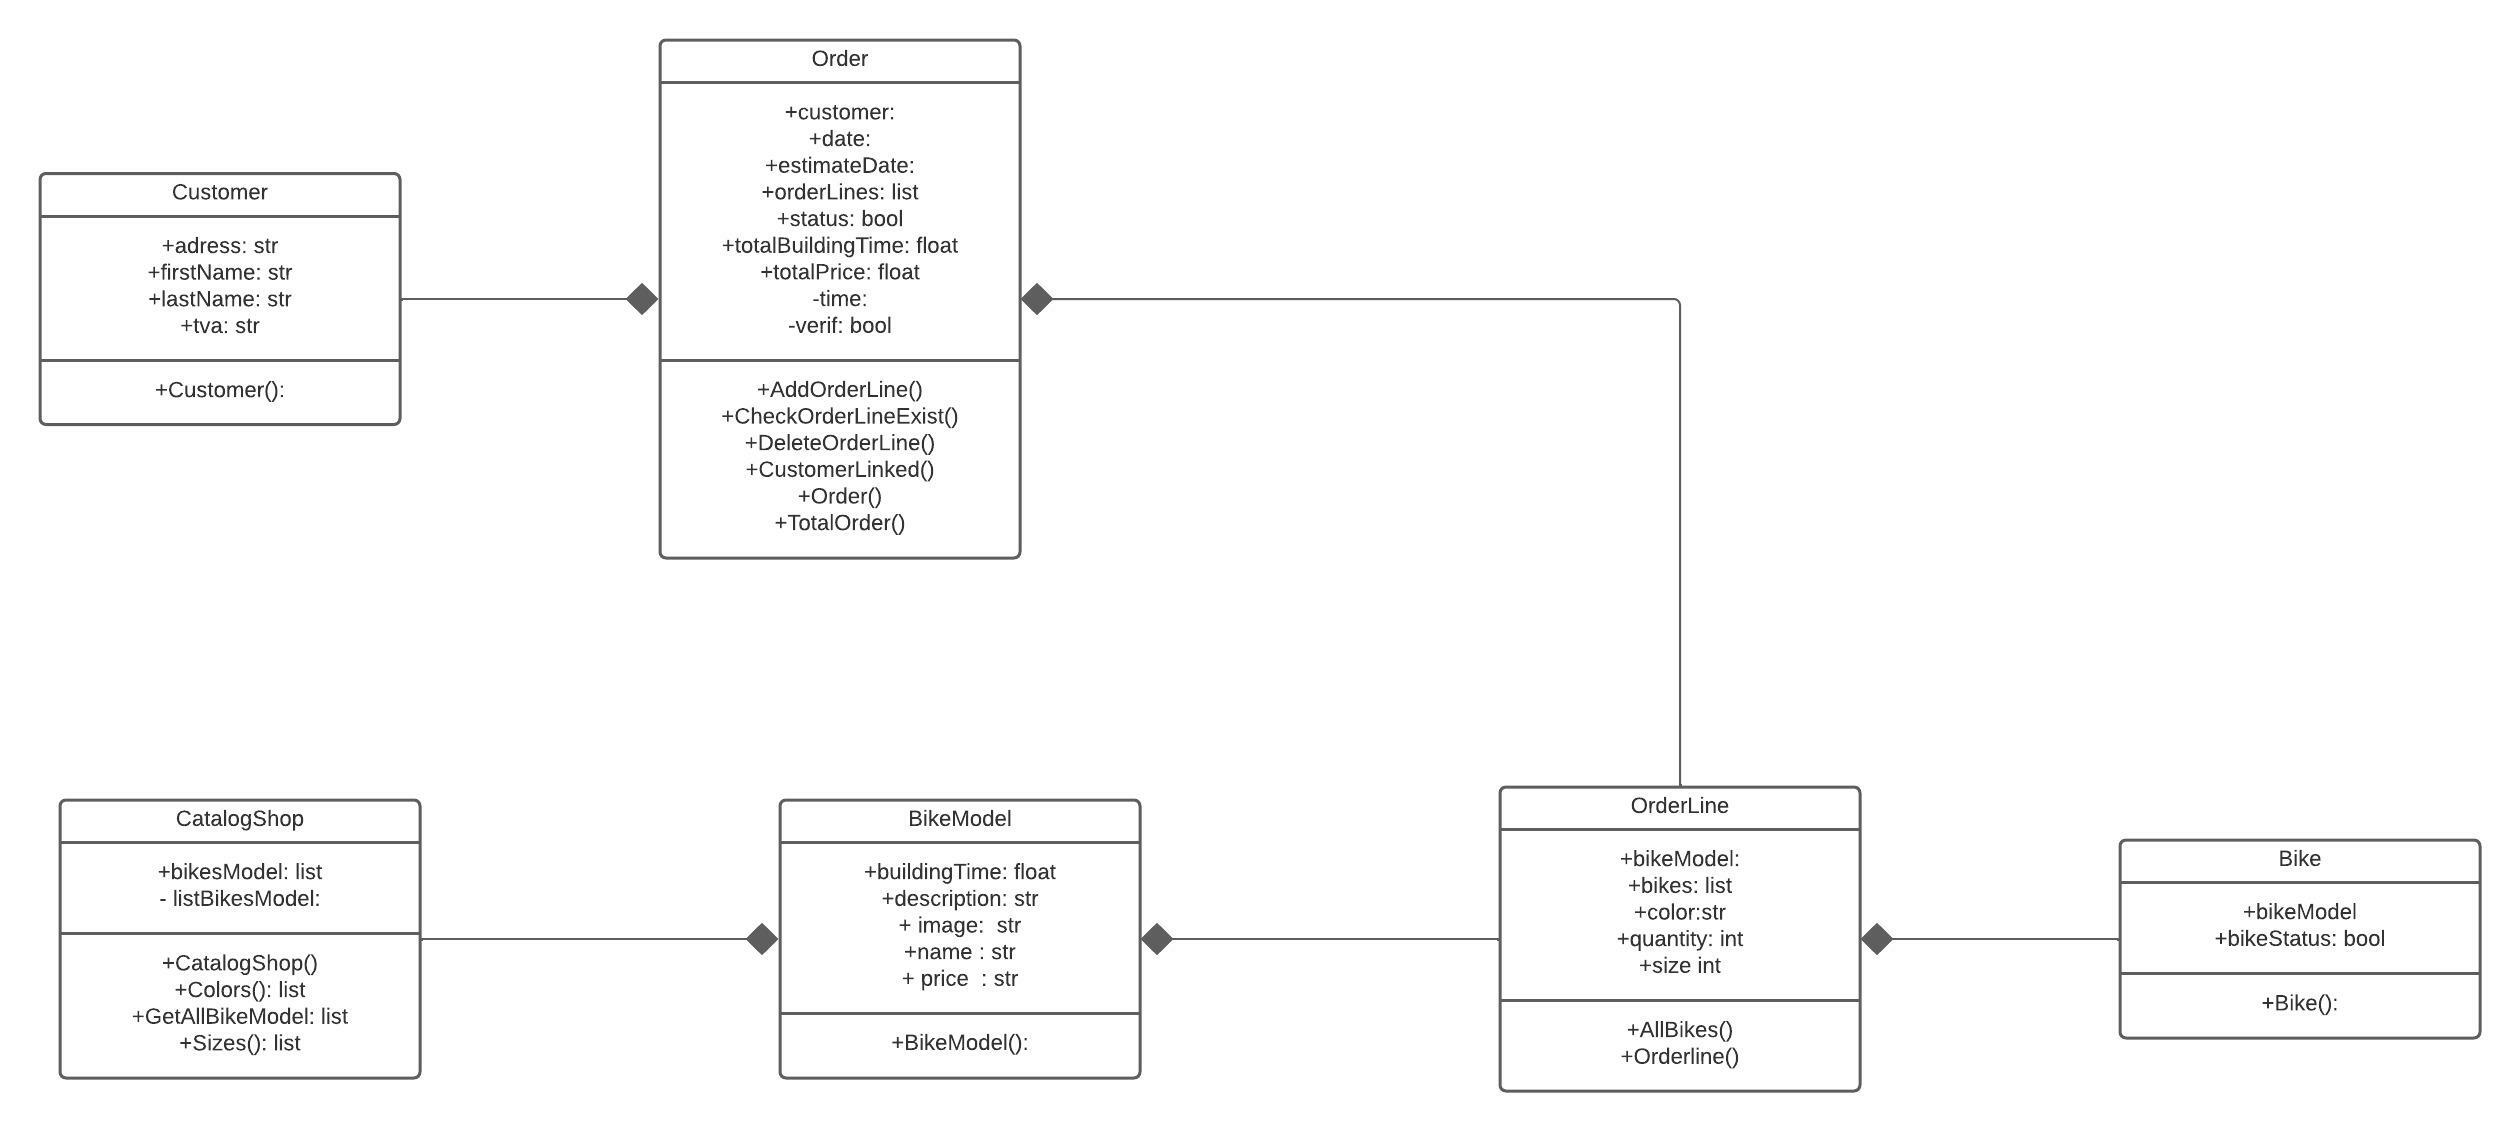 Order
+customer:
+date:
+estimateDate:
+orderLines: list
+status: bool
+totalBuildingTime: float
+totalPrice: float
-time:
-verif: bool
+AddOrderLine()
+CheckOrderLineExist()
+DeleteOrderLine()
+CustomerLinked()
+Order()
+TotalOrder()
Customer
+adress: str
+firstName: str
+lastName: str
+tva: str
+Customer():
CatalogShop
+bikesModel: list
- listBikesModel:
+CatalogShop()
+Colors(): list
+GetAllBikeModel: list
+Sizes(): list
BikeModel
+buildingTime: float
+description: str
+ image:  str
+name : str
+ price  : str
+BikeModel():
OrderLine
+bikeModel:
+bikes: list
+color:str
+quantity: int
+size int
+AllBikes()
+Orderline()
Bike
+bikeModel
+bikeStatus: bool
+Bike():